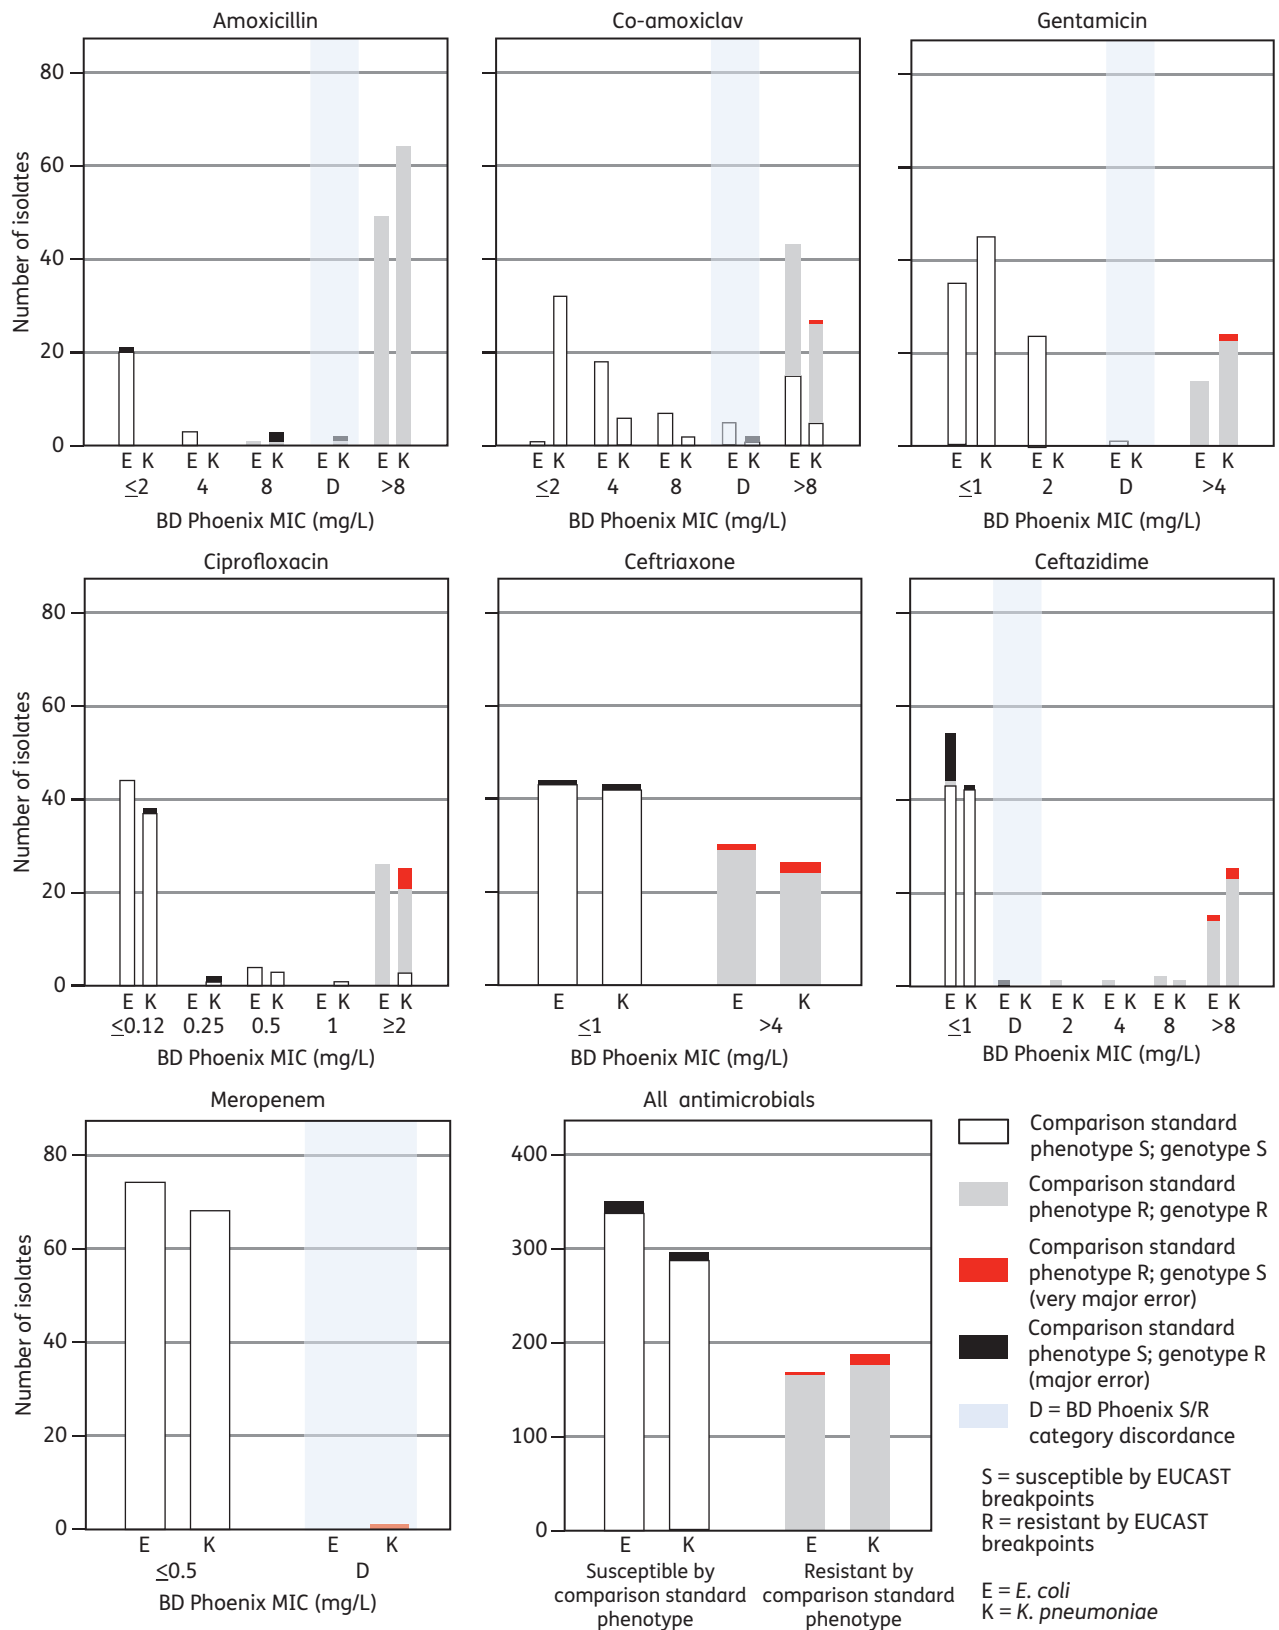 Amoxicillin
Co-amoxiclav
Gentamicin
Number of isolates
80
60
40
20
0
E K E K E K E K E K
≤2 4 8 D >8
BD Phoenix MIC (mg/L)
E K E K E K E K E K
≤2 4 8 D >8
BD Phoenix MIC (mg/L)
E K E K E K E K
≤1 2 D >4
BD Phoenix MIC (mg/L)
Ciprofloxacin
Ceftriaxone
Ceftazidime
Number of isolates
80
60
40
20
0
E K E K E K E K E K
≤0.12 0.25 0.5 1 ≥2
BD Phoenix MIC (mg/L)
E K E K
≤1 >4
BD Phoenix MIC (mg/L)
E K E K E K E K E K E K
≤1 D 2 4 8 >8
BD Phoenix MIC (mg/L)
Meropenem
All antimicrobials
Number of isolates
80
60
40
20
0
E K E K
≤0.5 D
BD Phoenix MIC (mg/L)
400
300
200
100
0
E K E K
Susceptible by
comparison standard
phenotype
Resistant by
comparison standard
phenotype
Comparison standard
phenotype S; genotype S
Comparison standard
phenotype R; genotype R
Comparison standard
phenotype R; genotype S
(very major error)
Comparison standard
phenotype S; genotype R
(major error)
D = BD Phoenix S/R
category discordance
S = susceptible by EUCAST
breakpoints
R = resistant by EUCAST
breakpoints
E = E. coli
K = K. pneumoniae